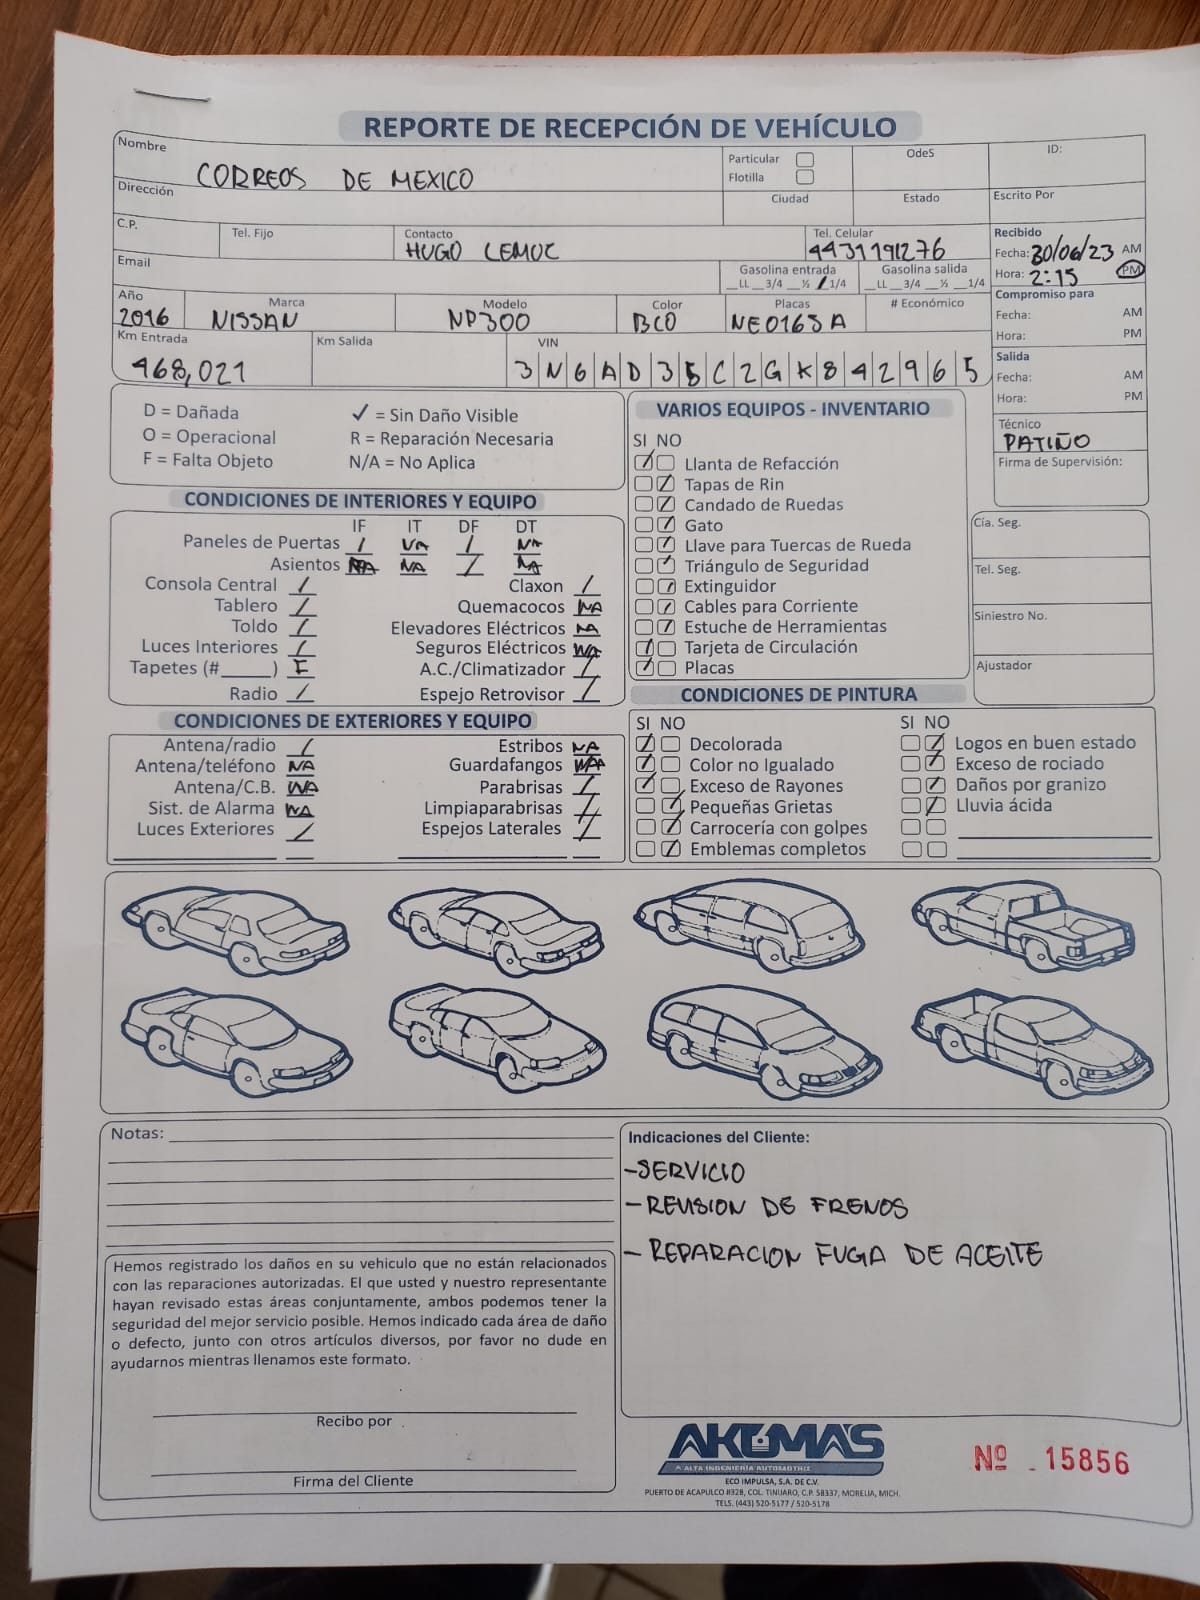 REPORTE DE RECEPCIÓN DE VEHÍCULO
Nombre
CORREOS DE MEXICO
Particular
Flotilla
OdeS
ID:
Dirección
Ciudad
Estado
Escrito Por
C.P.
Tel. Fijo
Contacto
HUGO LEMUC
Tel. Celular
4431191276
Recibido
Fecha: 30/06/23 AM
Hora: 2:15 PM
Email
Gasolina entrada
__LL __3/4 __½ __1/4
Gasolina salida
__LL __3/4 __½ __1/4
Año
2016
Marca
NISSAN
Modelo
NP300
Color
BCO
Placas
NE0168A
# Económico
Compromiso para
Fecha: AM
Hora: PM
Km Entrada
468,021
Km Salida
VIN
3N6AD35C2GK842965
Salida
Fecha: AM
Hora: PM
Técnico
PATIÑO
Firma de Supervisión:
D = Dañada
O = Operacional
F = Falta Objeto
✓ = Sin Daño Visible
R = Reparación Necesaria
N/A = No Aplica
VARIOS EQUIPOS - INVENTARIO
SI NO
Llanta de Refacción
Tapas de Rin
Candado de Ruedas
Gato
Llave para Tuercas de Rueda
Triángulo de Seguridad
Extinguidor
Cables para Corriente
Estuche de Herramientas
Tarjeta de Circulación
Placas
Cía. Seg.
Tel. Seg.
Siniestro No.
Ajustador
CONDICIONES DE INTERIORES Y EQUIPO
IF IT DF DT
Paneles de Puertas / NA / NA
Asientos NA NA / NA
Consola Central /
Tablero /
Toldo /
Luces Interiores /
Tapetes (#_____) F
Radio /
Claxon /
Quemacocos NA
Elevadores Eléctricos NA
Seguros Eléctricos NA
A.C./Climatizador /
Espejo Retrovisor /
CONDICIONES DE EXTERIORES Y EQUIPO
Antena/radio /
Antena/teléfono NA
Antena/C.B. NA
Sist. de Alarma NA
Luces Exteriores /
Estribos NA
Guardafangos NA
Parabrisas /
Limpiaparabrisas /
Espejos Laterales /
CONDICIONES DE PINTURA
SI NO
Decolorada
Color no Igualado
Exceso de Rayones
Pequeñas Grietas
Carrocería con golpes
Emblemas completos
SI NO
Logos en buen estado
Exceso de rociado
Daños por granizo
Lluvia ácida
Notas:
Hemos registrado los daños en su vehiculo que no están relacionados
con las reparaciones autorizadas. El que usted y nuestro representante
hayan revisado estas áreas conjuntamente, ambos podemos tener la
seguridad del mejor servicio posible. Hemos indicado cada área de daño
o defecto, junto con otros artículos diversos, por favor no dude en
ayudarnos mientras llenamos este formato.
Recibo por
Firma del Cliente
Indicaciones del Cliente:
-SERVICIO
-REVISION DE FRENOS
- REPARACION FUGA DE ACEITE
AKTMA'S
ALTA INGENIERÍA AUTOMOTRIZ
ECO IMPULSA, S.A. DE C.V.
PUERTO DE ACAPULCO #328, COL. TINIJARO, C.P. 58337, MORELIA, MICH.
TELS. (443) 520-5177 / 520-5178
Nº 15856